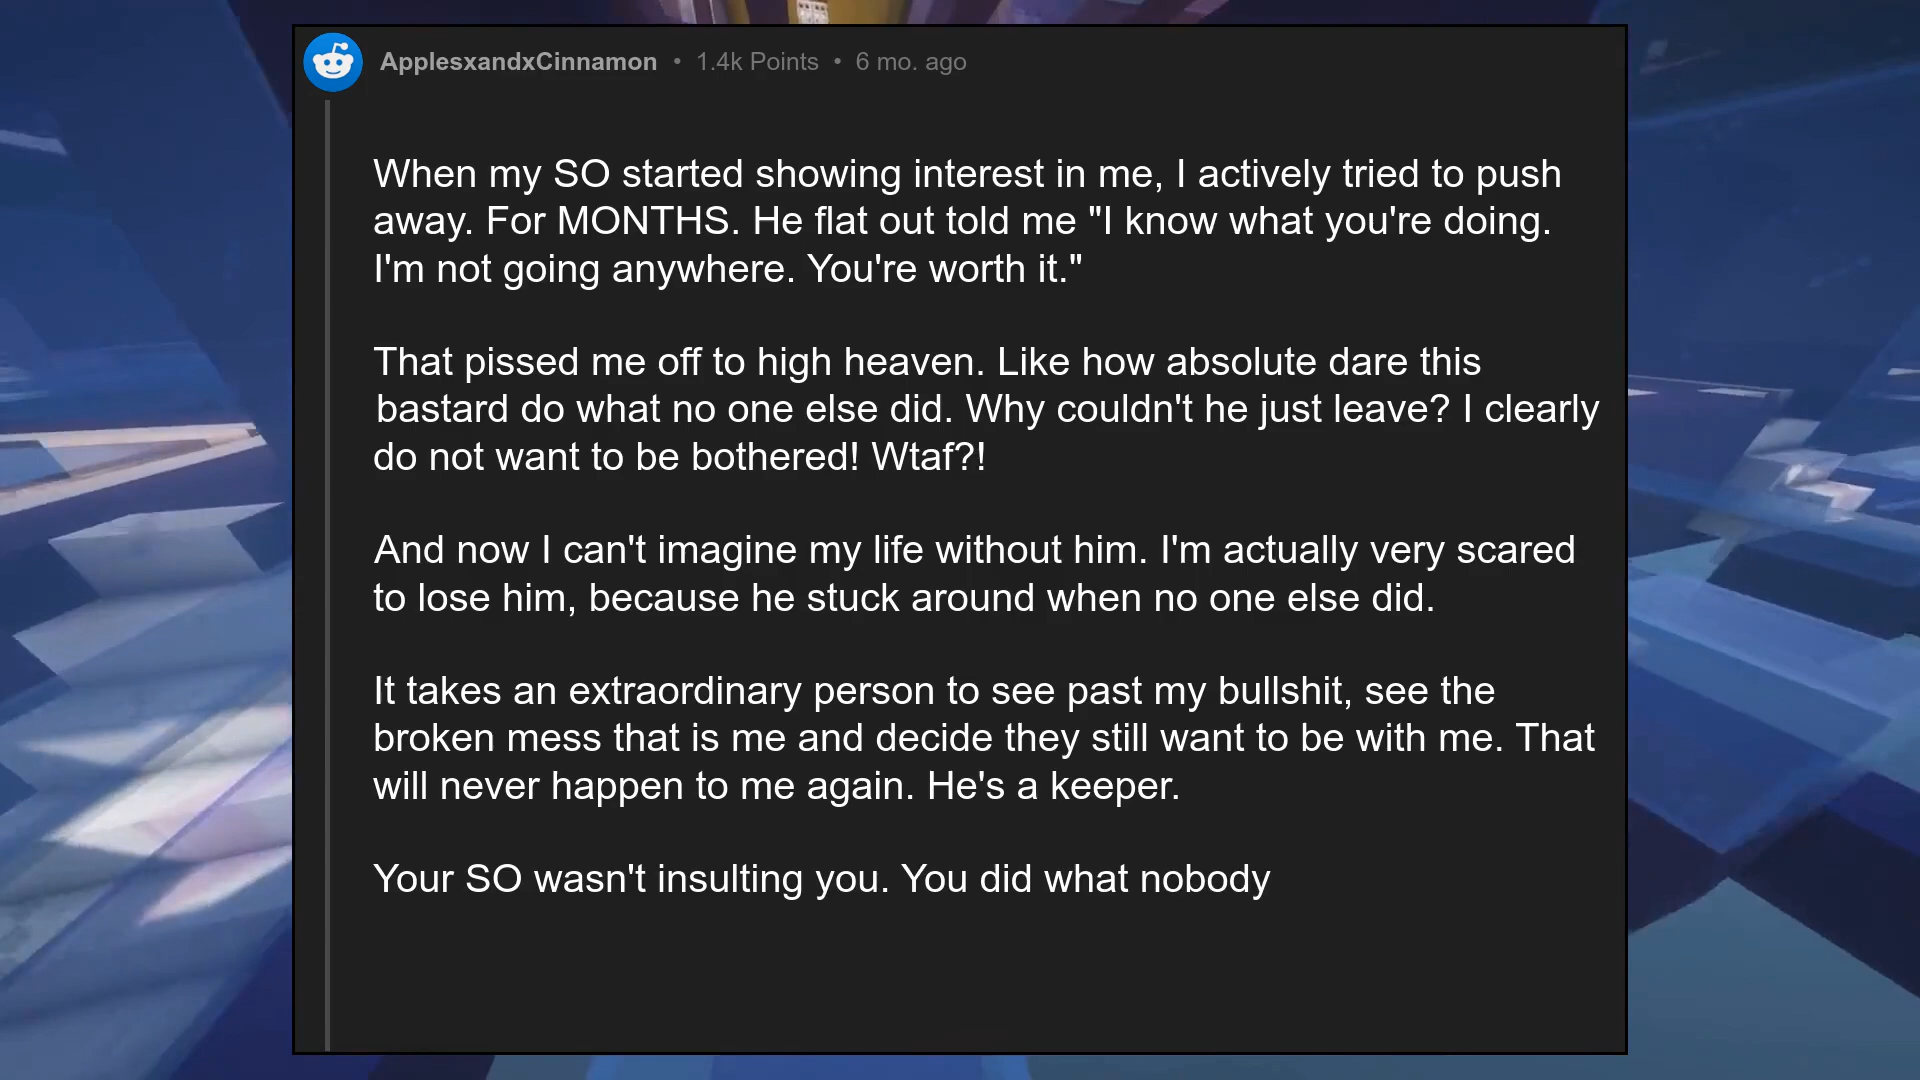 ApplesxandxCinnamon • 1.4k Points • 6 mo. ago
When my SO started showing interest in me, I actively tried to push
away. For MONTHS. He flat out told me "I know what you're doing.
I'm not going anywhere. You're worth it."
That pissed me off to high heaven. Like how absolute dare this
bastard do what no one else did. Why couldn't he just leave? I clearly
do not want to be bothered! Wtaf?!
And now I can't imagine my life without him. I'm actually very scared
to lose him, because he stuck around when no one else did.
It takes an extraordinary person to see past my bullshit, see the
broken mess that is me and decide they still want to be with me. That
will never happen to me again. He's a keeper.
Your SO wasn't insulting you. You did what nobody